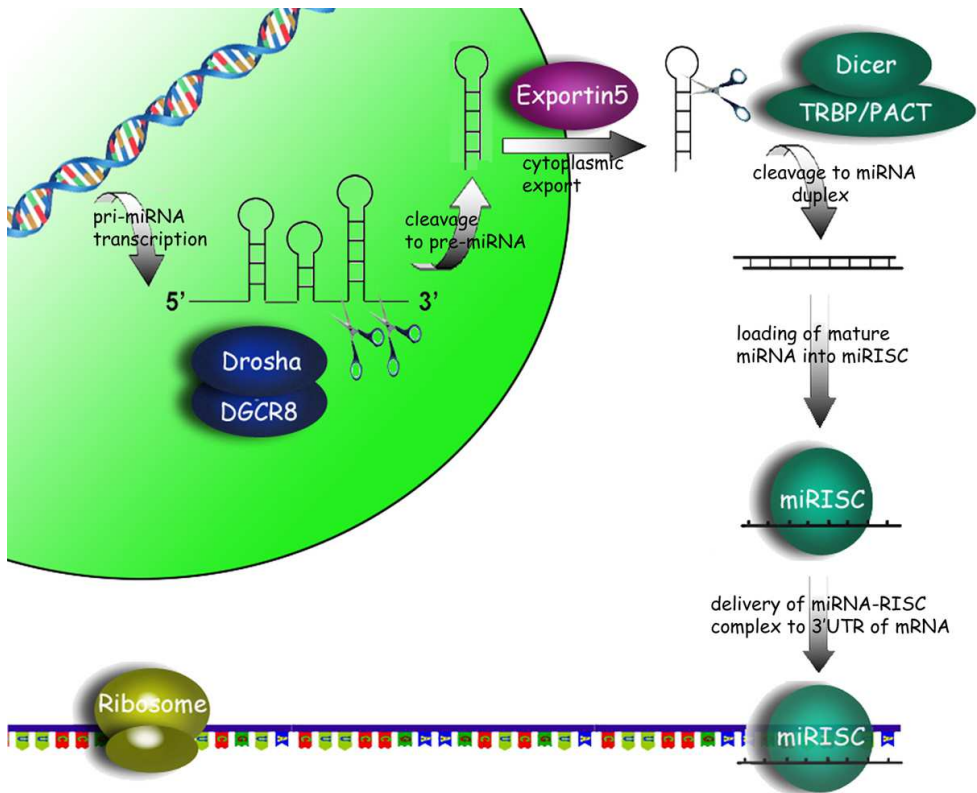 Exportin5
Dicer
TRBP/PACT
cytoplasmic
export
cleavage to miRNA
duplex
pri-miRNA
transcription
cleavage
to pre-miRNA
5’
3’
Drosha
DGCR8
loading of mature
miRNA into miRISC
miRISC
delivery of miRNA-RISC
complex to 3’UTR of mRNA
Ribosome
miRISC